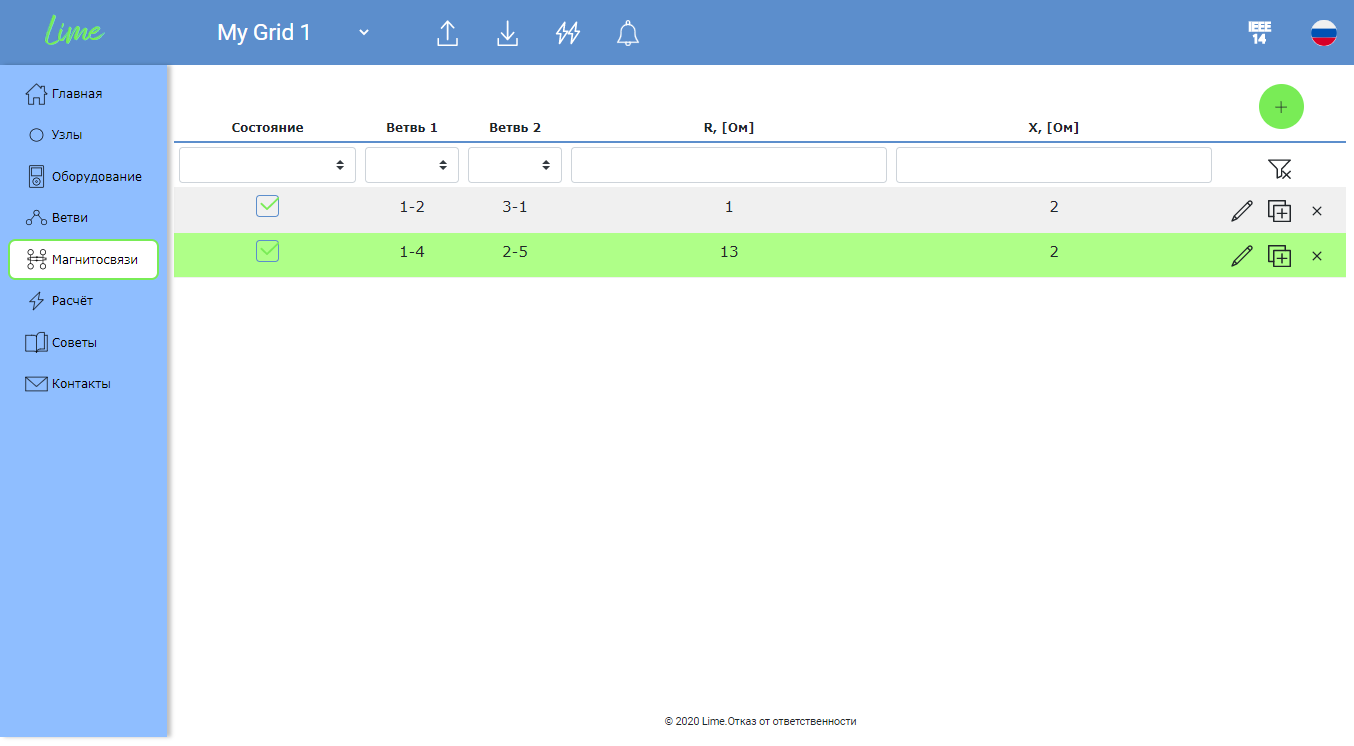 Lime
My Grid 1
IEEE
14
Главная
Узлы
Оборудование
Ветви
Магнитосвязи
Расчёт
Советы
Контакты
Состояние Ветвь 1 Ветвь 2 R, [Ом] X, [Ом]
1-2 3-1 1 2
1-4 2-5 13 2
© 2020 Lime.Отказ от ответственности